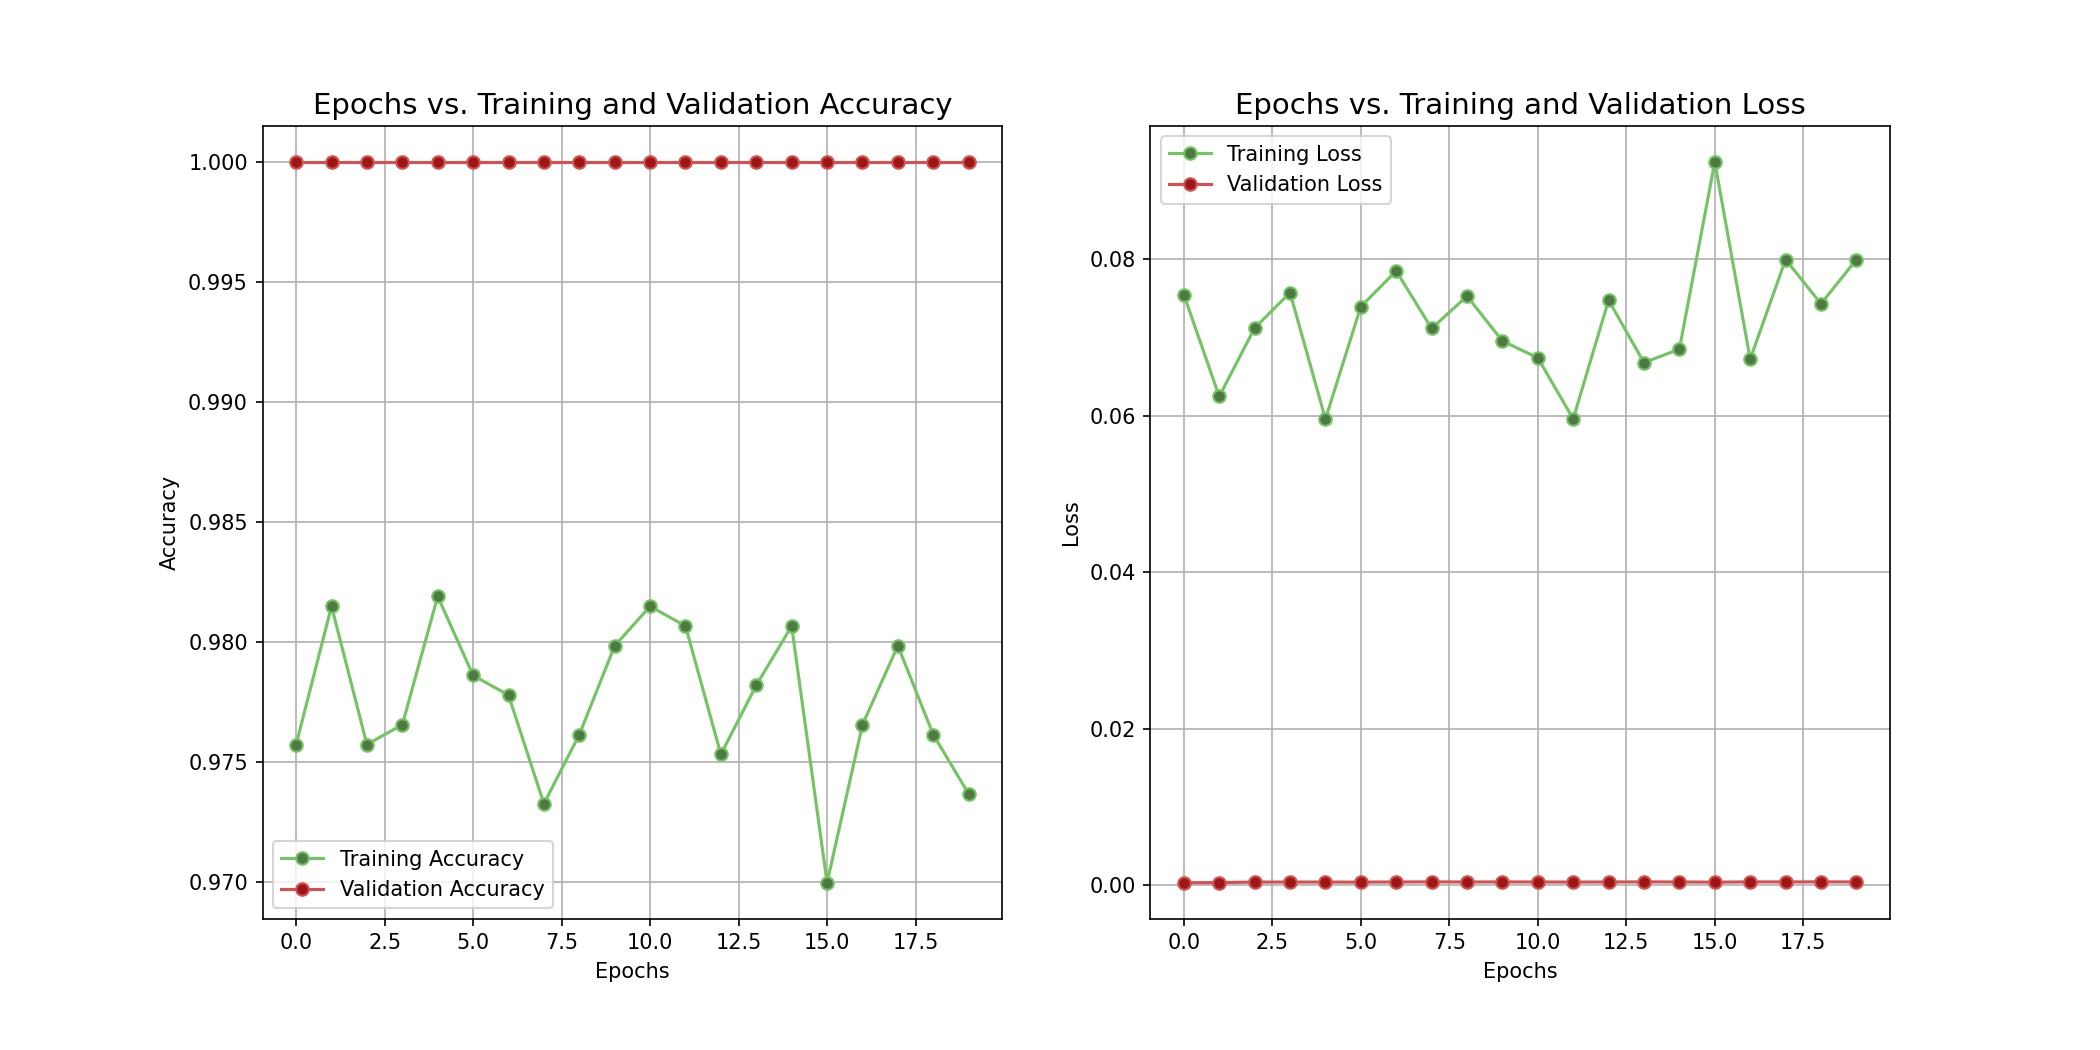 Epochs vs. Training and Validation Accuracy
1.000
0.995
0.990
0.985
0.980
0.975
0.970
Accuracy
Training Accuracy
Validation Accuracy
0.0 2.5 5.0 7.5 10.0 12.5 15.0 17.5
Epochs
Epochs vs. Training and Validation Loss
Training Loss
Validation Loss
0.08
0.06
0.04
0.02
0.00
Loss
0.0 2.5 5.0 7.5 10.0 12.5 15.0 17.5
Epochs